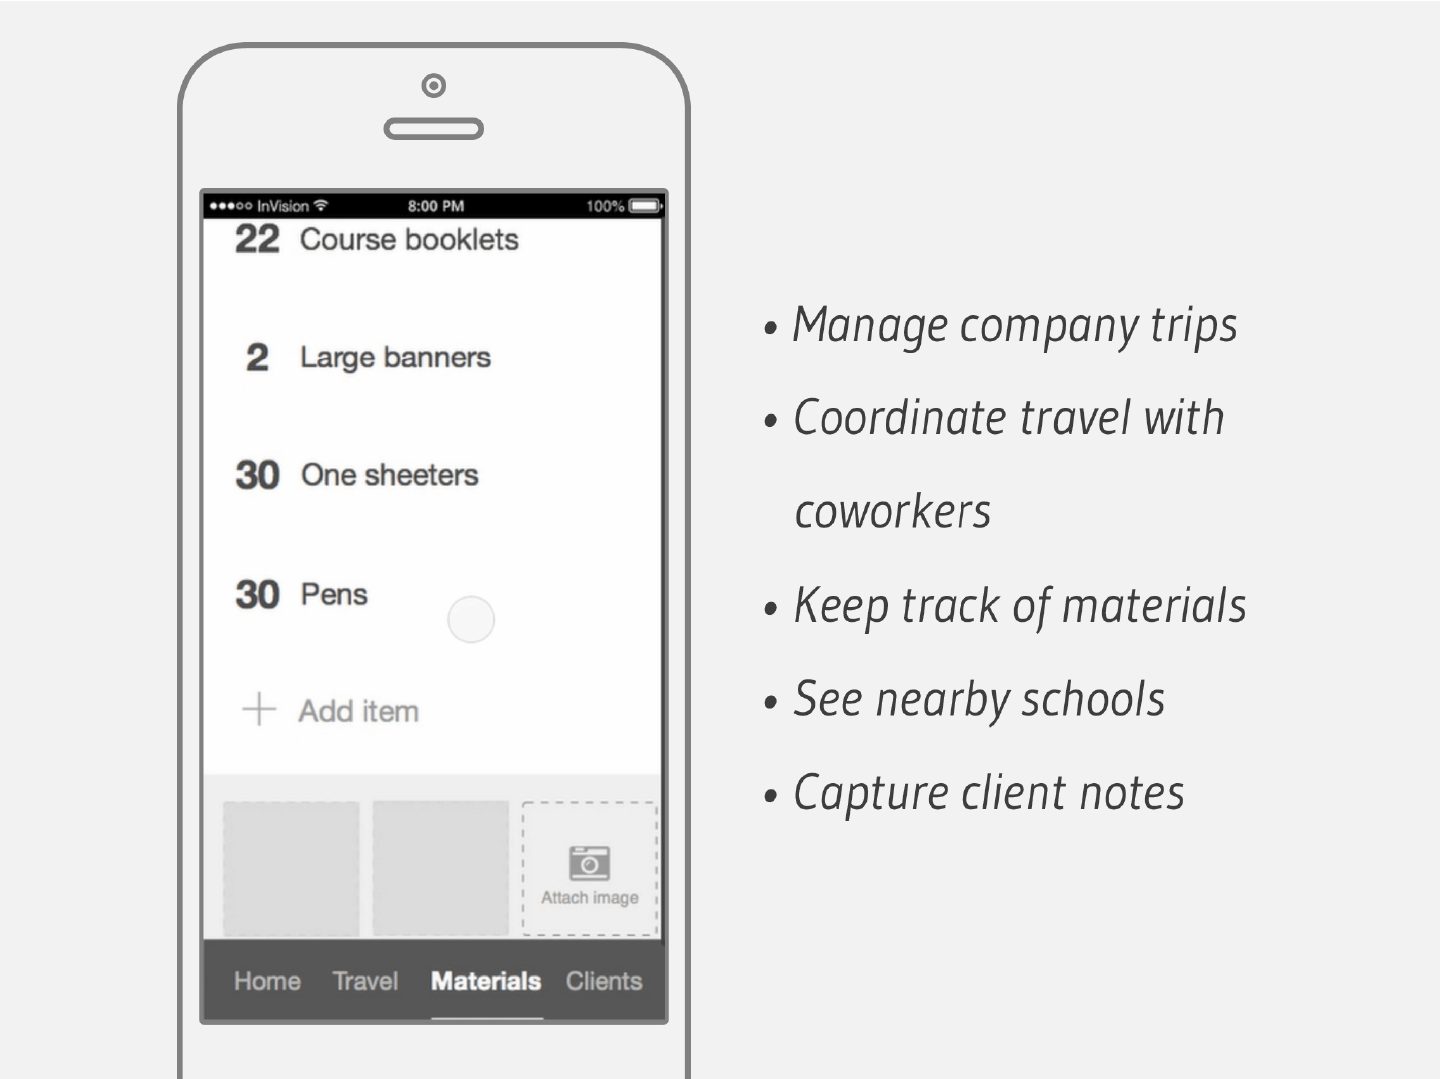 InVision 8:00 PM 100%
22 Course booklets
2 Large banners
30 One sheeters
30 Pens
Add item
Attach image
Home Travel Materials Clients
• Manage company trips
• Coordinate travel with
coworkers
• Keep track of materials
• See nearby schools
• Capture client notes